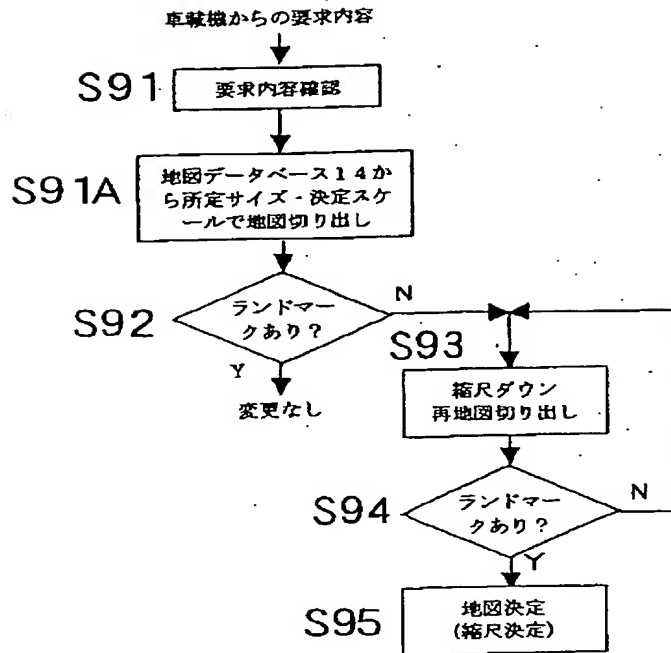 車載機からの要求内容
S91
要求内容確認
S91A
地図データベース14か
ら所定サイズ・決定スケ
ールで地図切り出し
S92
ランドマー
クあり?
N
Y
変更なし
S93
縮尺ダウン
再地図切り出し
S94
ランドマー
クあり?
N
Y
S95
地図決定
(縮尺決定)